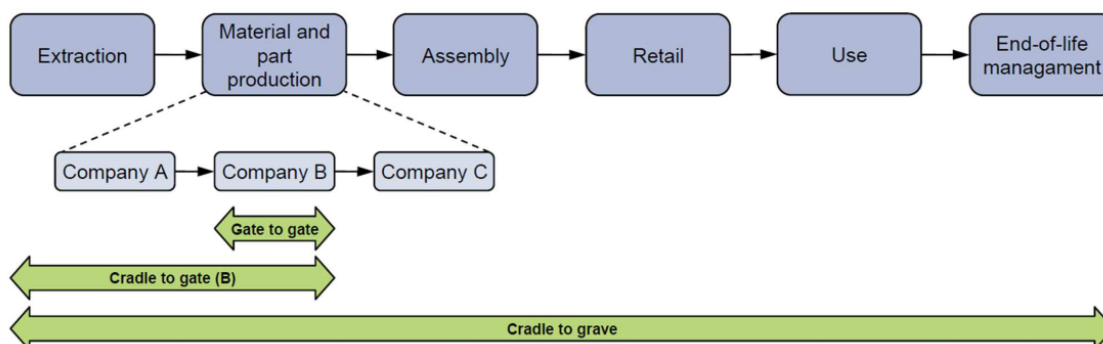 Extraction
Material and
part
production
Assembly
Retail
Use
End-of-life
managament
Company A
Company B
Company C
Gate to gate
Cradle to gate (B)
Cradle to grave